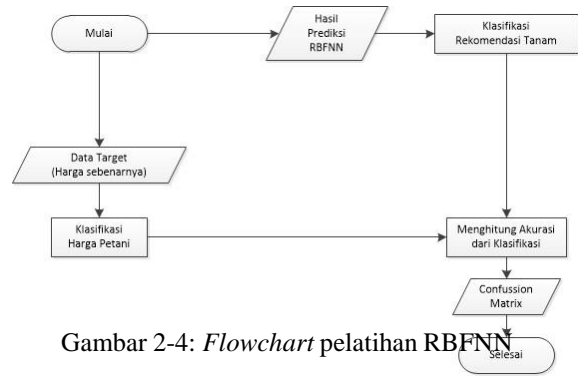 Mulai
Hasil
Prediksi
RBFNN
Klasifikasi
Rekomendasi Tanam
Data Target
(Harga sebenarnya)
Klasifikasi
Harga Petani
Menghitung Akurasi
dari Klasifikasi
Confussion
Matrix
Selesai
Gambar 2-4: Flowchart pelatihan RBFNN